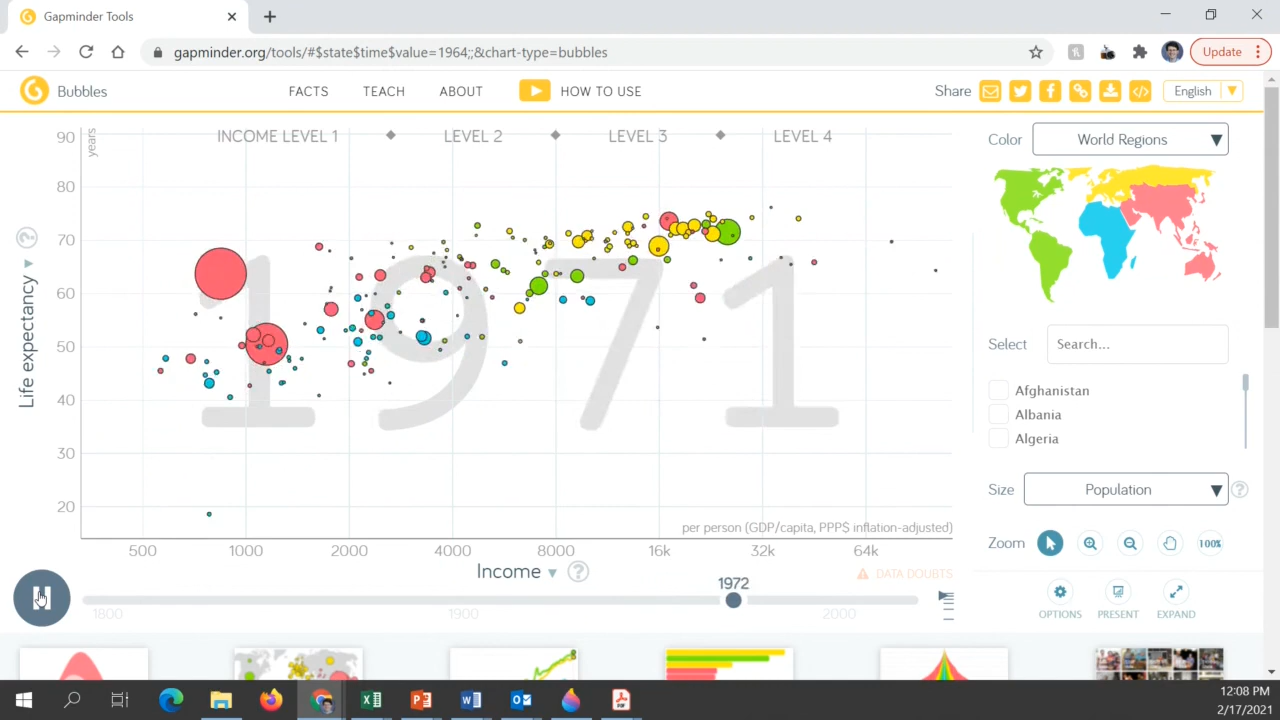 Gapminder Tools
gapminder.org/tools/#$state$time$value=1964;;&chart-type=bubbles
Update
Bubbles
FACTS
TEACH
ABOUT
HOW TO USE
Share
English
INCOME LEVEL 1
LEVEL 2
LEVEL 3
LEVEL 4
years
90
80
70
60
50
40
30
20
Life expectancy
1971
per person (GDP/capita, PPP$ inflation-adjusted)
500
1000
2000
4000
8000
16k
32k
64k
Income
DATA DOUBTS
1972
1800
1900
2000
Color
World Regions
Select
Search...
Afghanistan
Albania
Algeria
Size
Population
Zoom
100%
OPTIONS
PRESENT
EXPAND
12:08 PM
2/17/2021